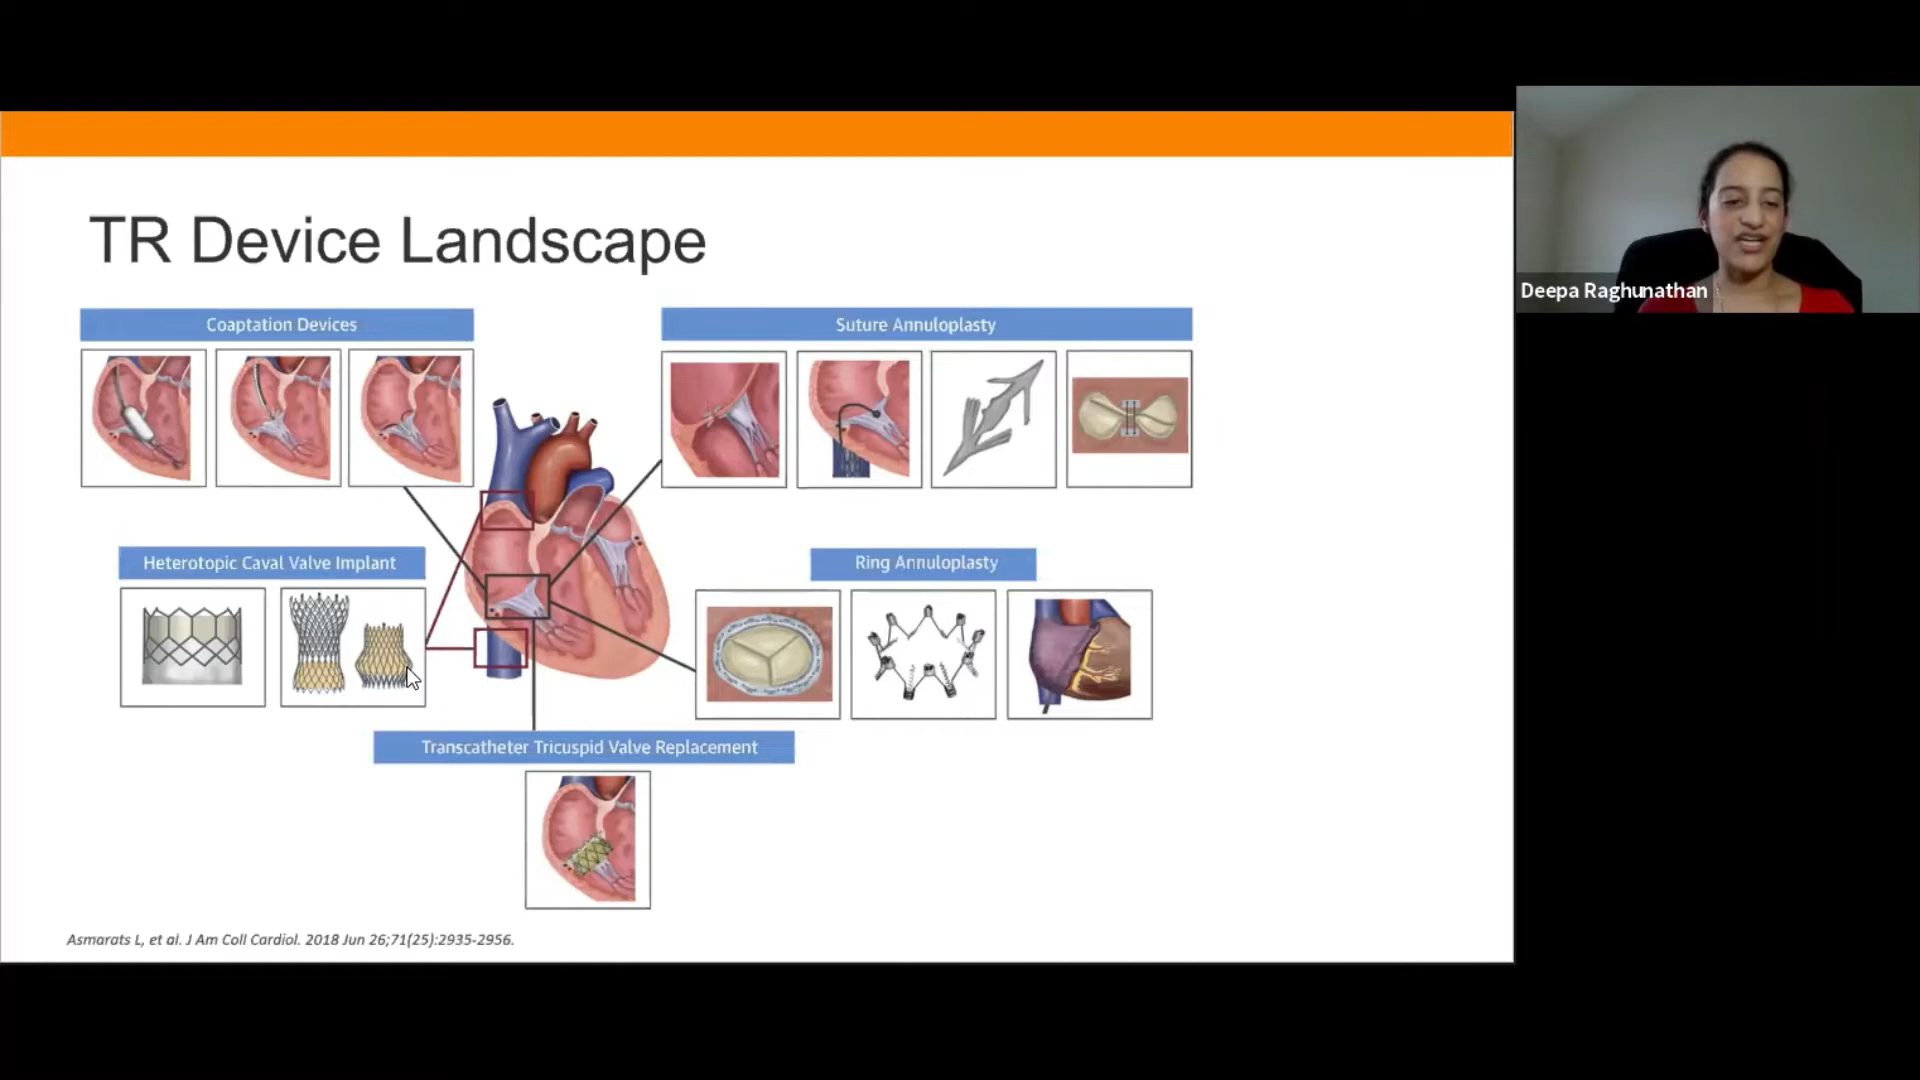 TR Device Landscape
Coaptation Devices
Suture Annuloplasty
Heterotopic Caval Valve Implant
Ring Annuloplasty
Transcatheter Tricuspid Valve Replacement
Asmarats L, et al. J Am Coll Cardiol. 2018 Jun 26;71(25):2935-2956.
Deepa Raghunathan